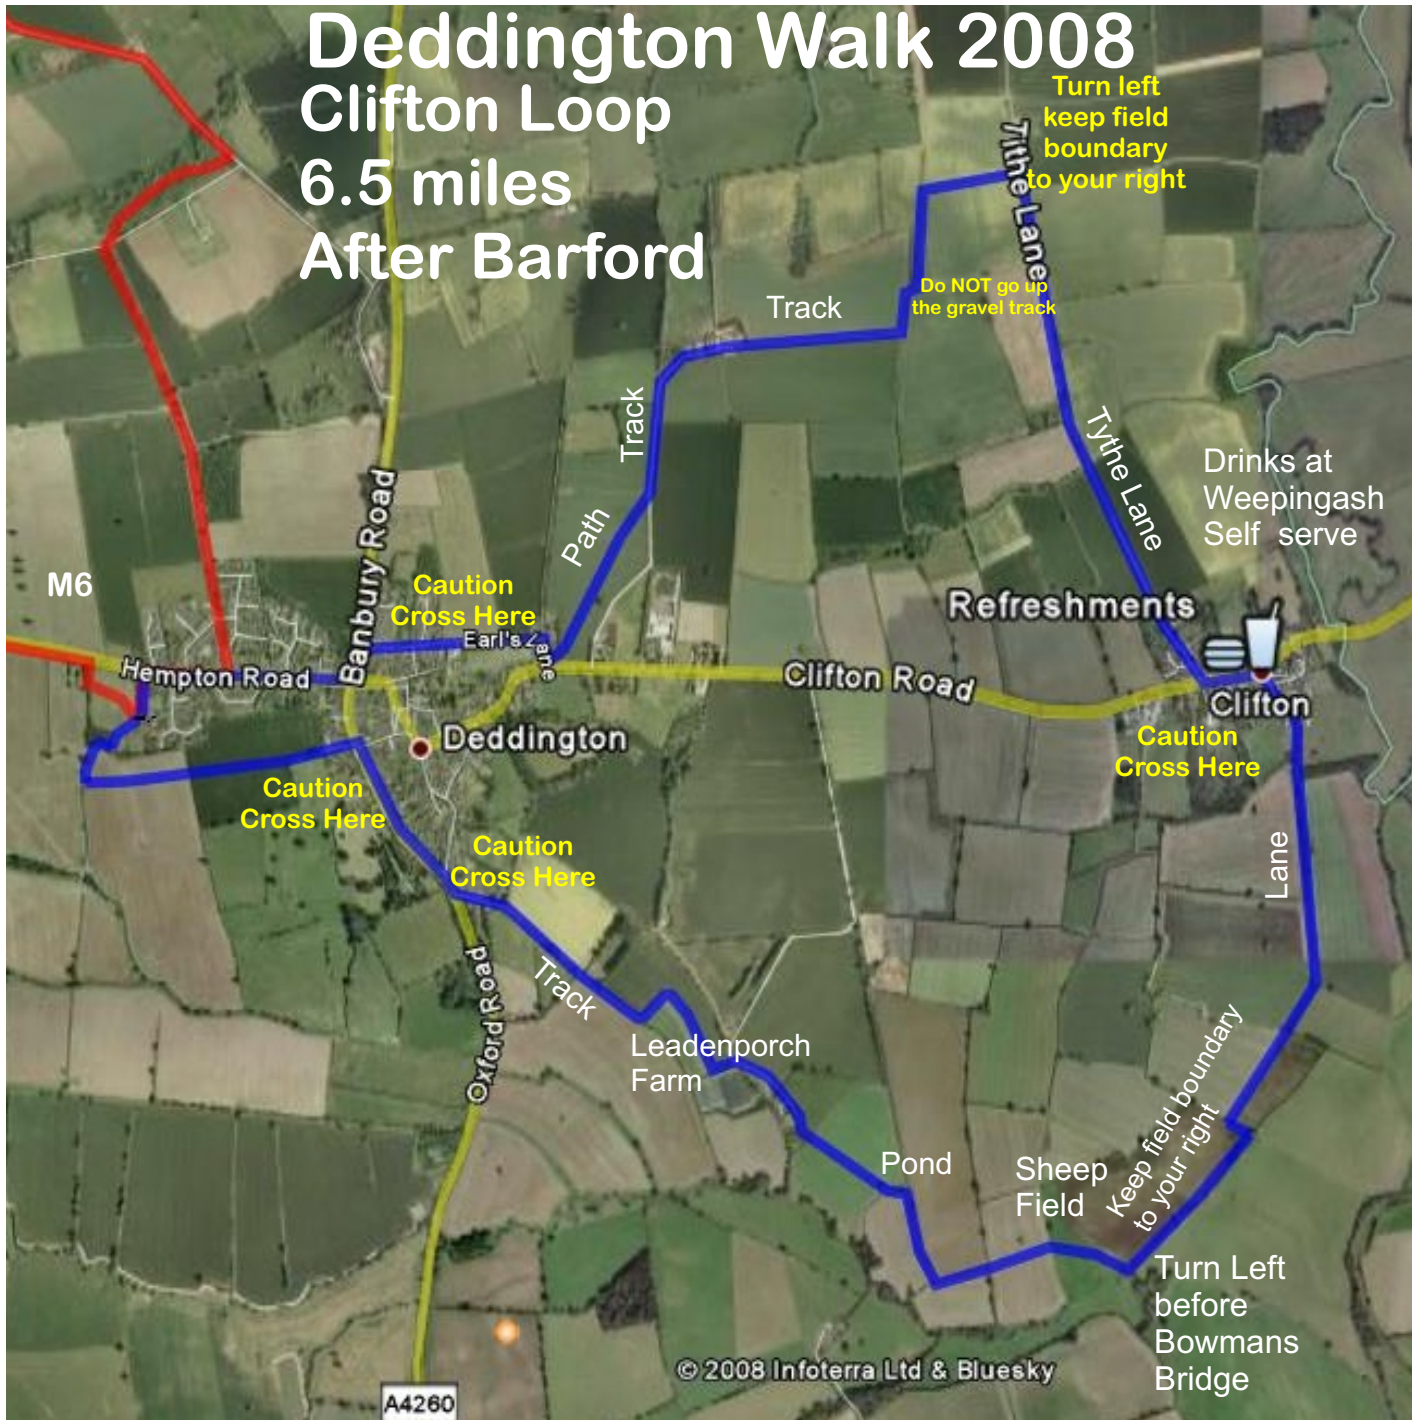 Deddington Walk 2008
Clifton Loop
6.5 miles
After Barford
Turn left
keep field
boundary
to your right
Tithe Lane
Do NOT go up
the gravel track
Track
Track
Path
Tythe Lane
Drinks at
Weepingash
Self serve
Banbury Road
M6
Caution
Cross Here
Earl's Lane
Refreshments
Hempton Road
Clifton Road
Clifton
Deddington
Caution
Cross Here
Caution
Cross Here
Caution
Cross Here
Lane
Oxford Road
Track
Leadenporch
Farm
Keep field boundary
to your right
Pond
Sheep
Field
Turn Left
before
Bowmans
Bridge
© 2008 Infoterra Ltd & Bluesky
A4260